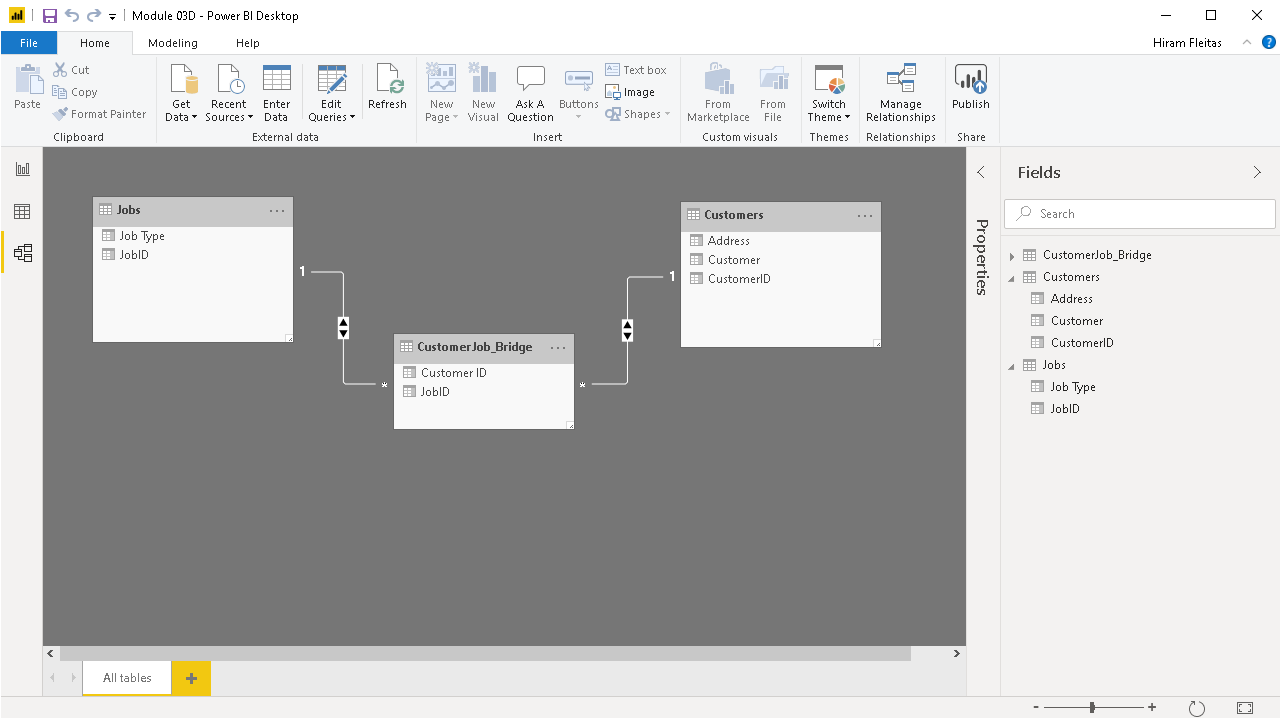 Module 03D - Power BI Desktop
File Home Modeling Help Hiram Fleitas
Paste
Cut
Copy
Format Painter
Clipboard
Get Data
Recent Sources
Enter Data
Edit Queries
Refresh
External data
New Page
New Visual
Ask A Question
Buttons
Text box
Image
Shapes
Insert
From Marketplace
From File
Custom visuals
Switch Theme
Themes
Manage Relationships
Relationships
Publish
Share
Jobs ...
Job Type
JobID
1
*
CustomerJob_Bridge ...
Customer ID
JobID
*
1
Customers ...
Address
Customer
CustomerID
Properties
Fields
Search
CustomerJob_Bridge
Customers
Address
Customer
CustomerID
Jobs
Job Type
JobID
All tables +
- +